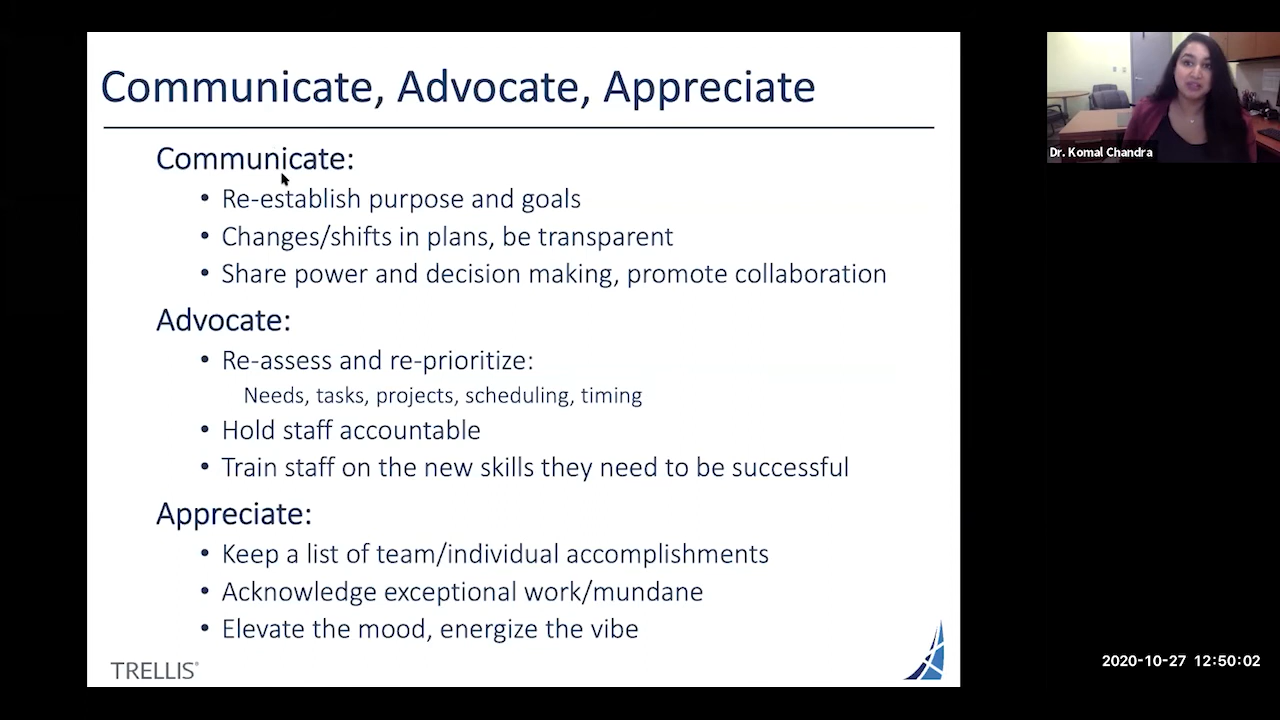 Communicate, Advocate, Appreciate
Communicate:
• Re-establish purpose and goals
• Changes/shifts in plans, be transparent
• Share power and decision making, promote collaboration
Advocate:
• Re-assess and re-prioritize:
Needs, tasks, projects, scheduling, timing
• Hold staff accountable
• Train staff on the new skills they need to be successful
Appreciate:
• Keep a list of team/individual accomplishments
• Acknowledge exceptional work/mundane
• Elevate the mood, energize the vibe
TRELLIS®
Dr. Komal Chandra
2020-10-27 12:50:02